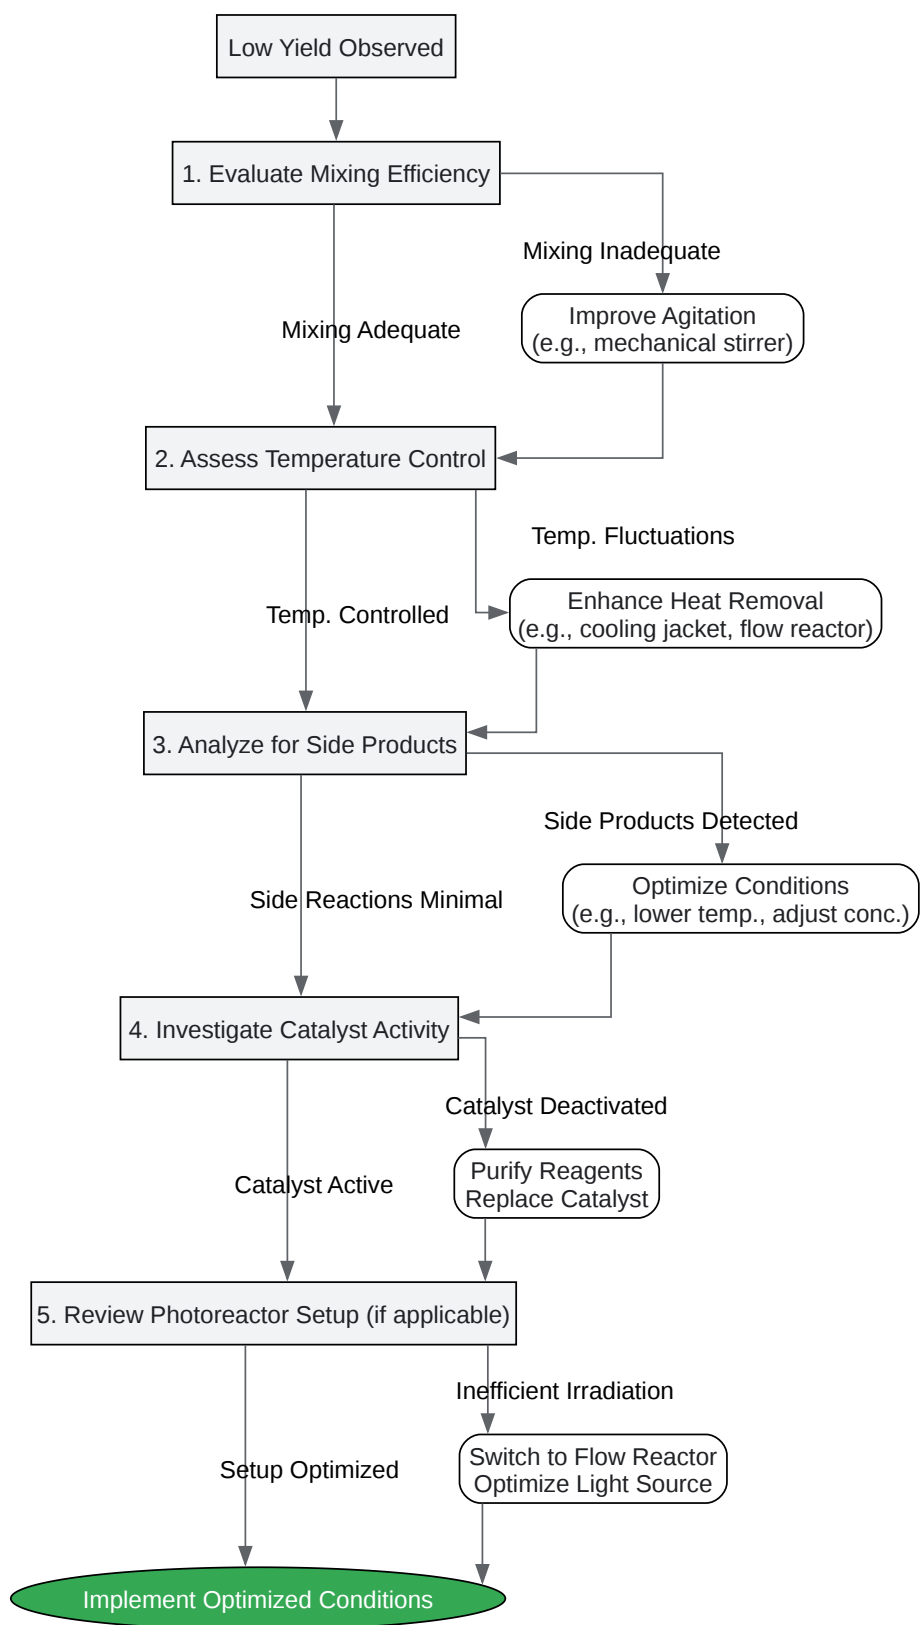 Low Yield Observed
1. Evaluate Mixing Efficiency
Mixing Inadequate
Improve Agitation
(e.g., mechanical stirrer)
Mixing Adequate
2. Assess Temperature Control
Temp. Fluctuations
Enhance Heat Removal
(e.g., cooling jacket, flow reactor)
Temp. Controlled
3. Analyze for Side Products
Side Products Detected
Optimize Conditions
(e.g., lower temp., adjust conc.)
Side Reactions Minimal
4. Investigate Catalyst Activity
Catalyst Deactivated
Purify Reagents
Replace Catalyst
Catalyst Active
5. Review Photoreactor Setup (if applicable)
Inefficient Irradiation
Switch to Flow Reactor
Optimize Light Source
Setup Optimized
Implement Optimized Conditions